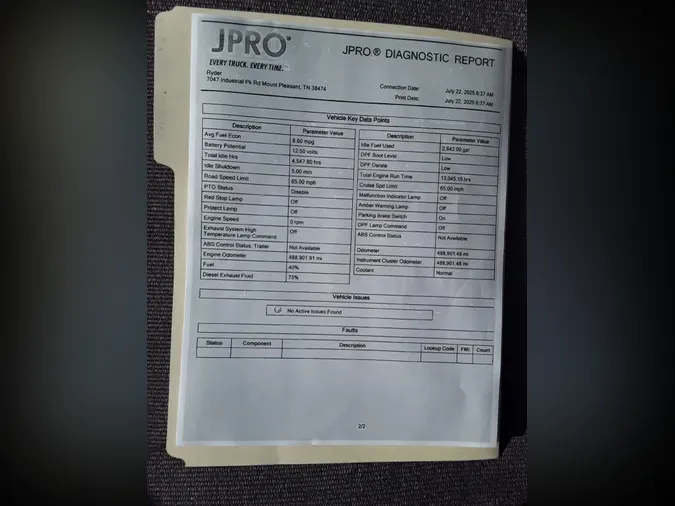 JPRO®
EVERY TRUCK. EVERY TIME.
JPRO® DIAGNOSTIC REPORT
Ryder
7047 Industrial Pk Rd Mount Pleasant, TN 38474
Connection Date: July 22, 2025 8:37 AM
Print Date: July 22, 2025 8:37 AM
Vehicle Key Data Points
Description Parameter Value
Avg Fuel Econ 6.60 mpg
Battery Potential 12.50 volts
Total Idle Hrs 4,547.80 hrs
Idle Shutdown 5.00 min
Road Speed Limit 65.00 mph
PTO Status Disable
Red Stop Lamp Off
Protect Lamp Off
Engine Speed 0 rpm
Exhaust System High
Temperature Lamp Command Off
ABS Control Status, Trailer Not Available
Engine Odometer 488,901.91 mi
Fuel 40%
Diesel Exhaust Fluid 73%
Description Parameter Value
Idle Fuel Used 2,642.00 gal
DPF Soot Level Low
DPF Derate Low
Total Engine Run Time 13,045.10 hrs
Cruise Spd Limit 65.00 mph
Malfunction Indicator Lamp Off
Amber Warning Lamp Off
Parking Brake Switch On
DPF Lamp Command Off
ABS Control Status Not Available
Odometer 488,901.48 mi
Instrument Cluster Odometer 488,901.48 mi
Coolant Normal
Vehicle Issues
No Active Issues Found
Faults
Status Component Description Lookup Code FMI Count
2/2